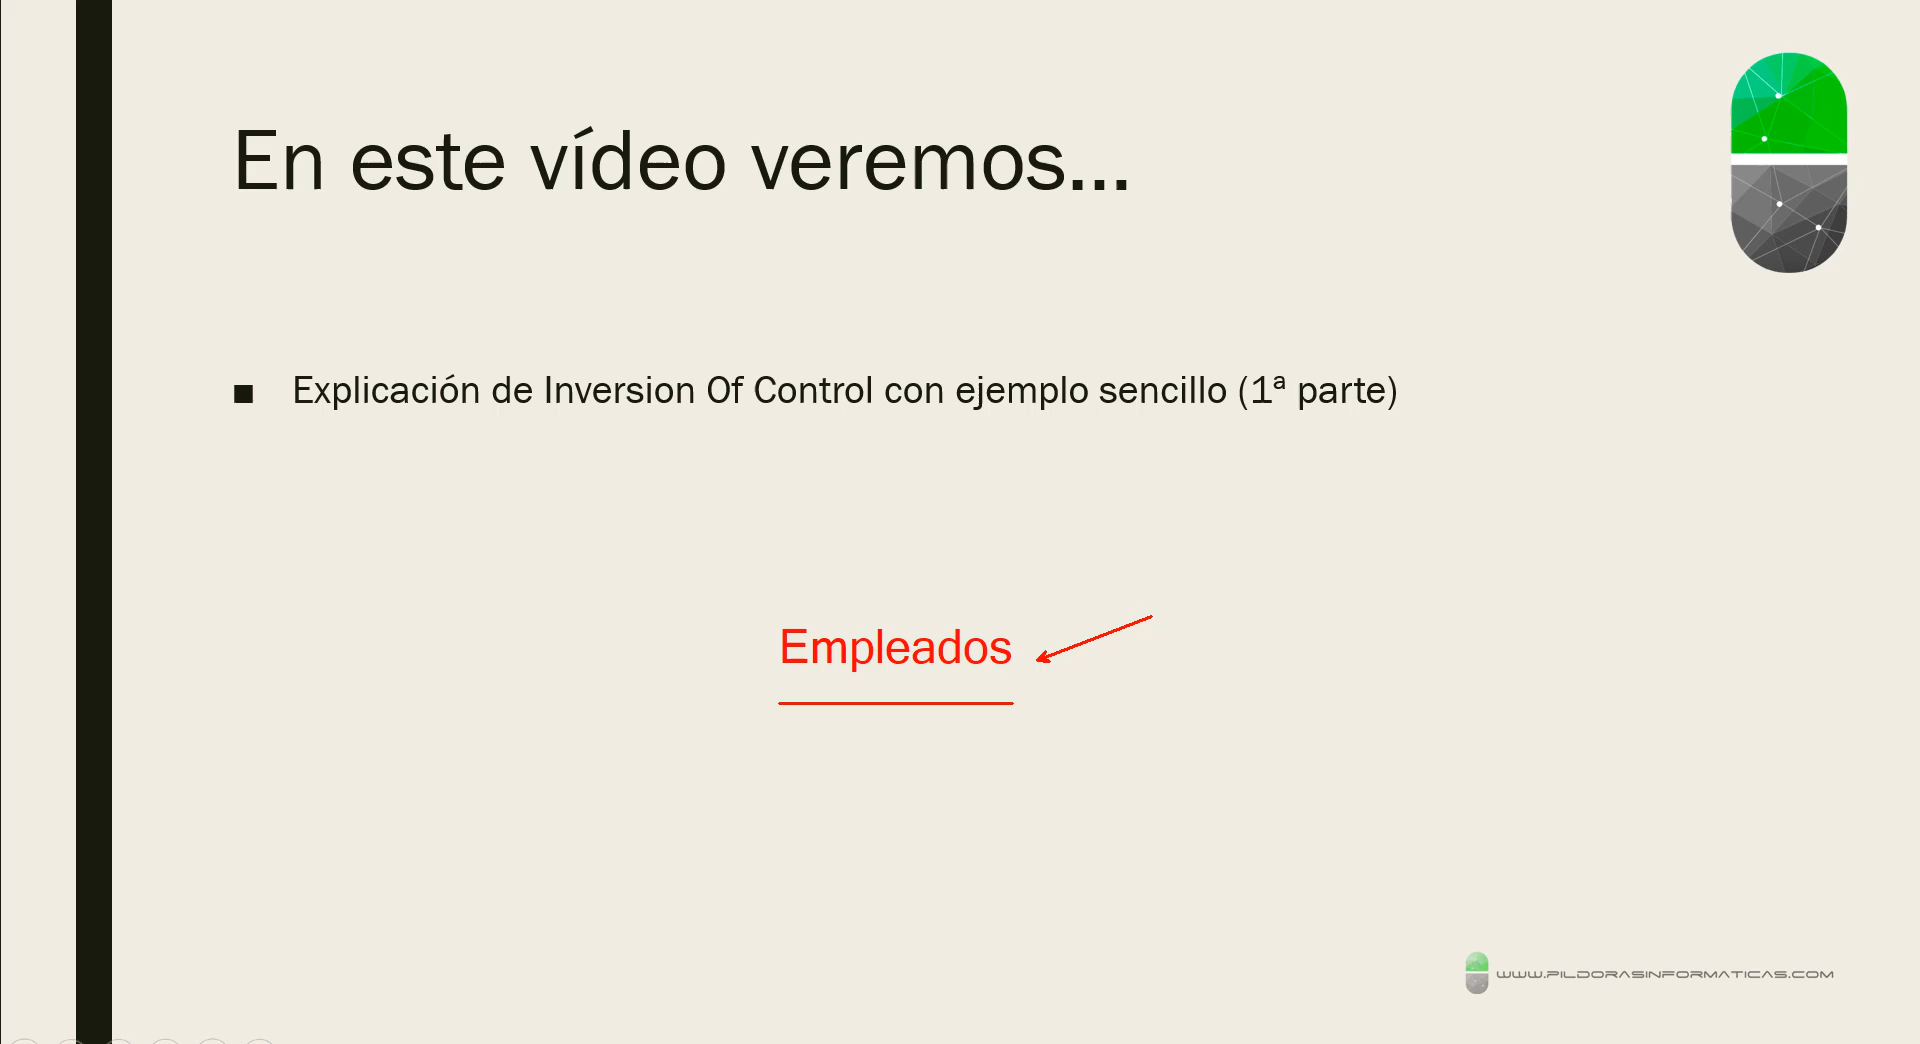 En este vídeo veremos...
■ Explicación de Inversion Of Control con ejemplo sencillo (1ª parte)
Empleados
WWW.PILDORASINFORMATICAS.COM